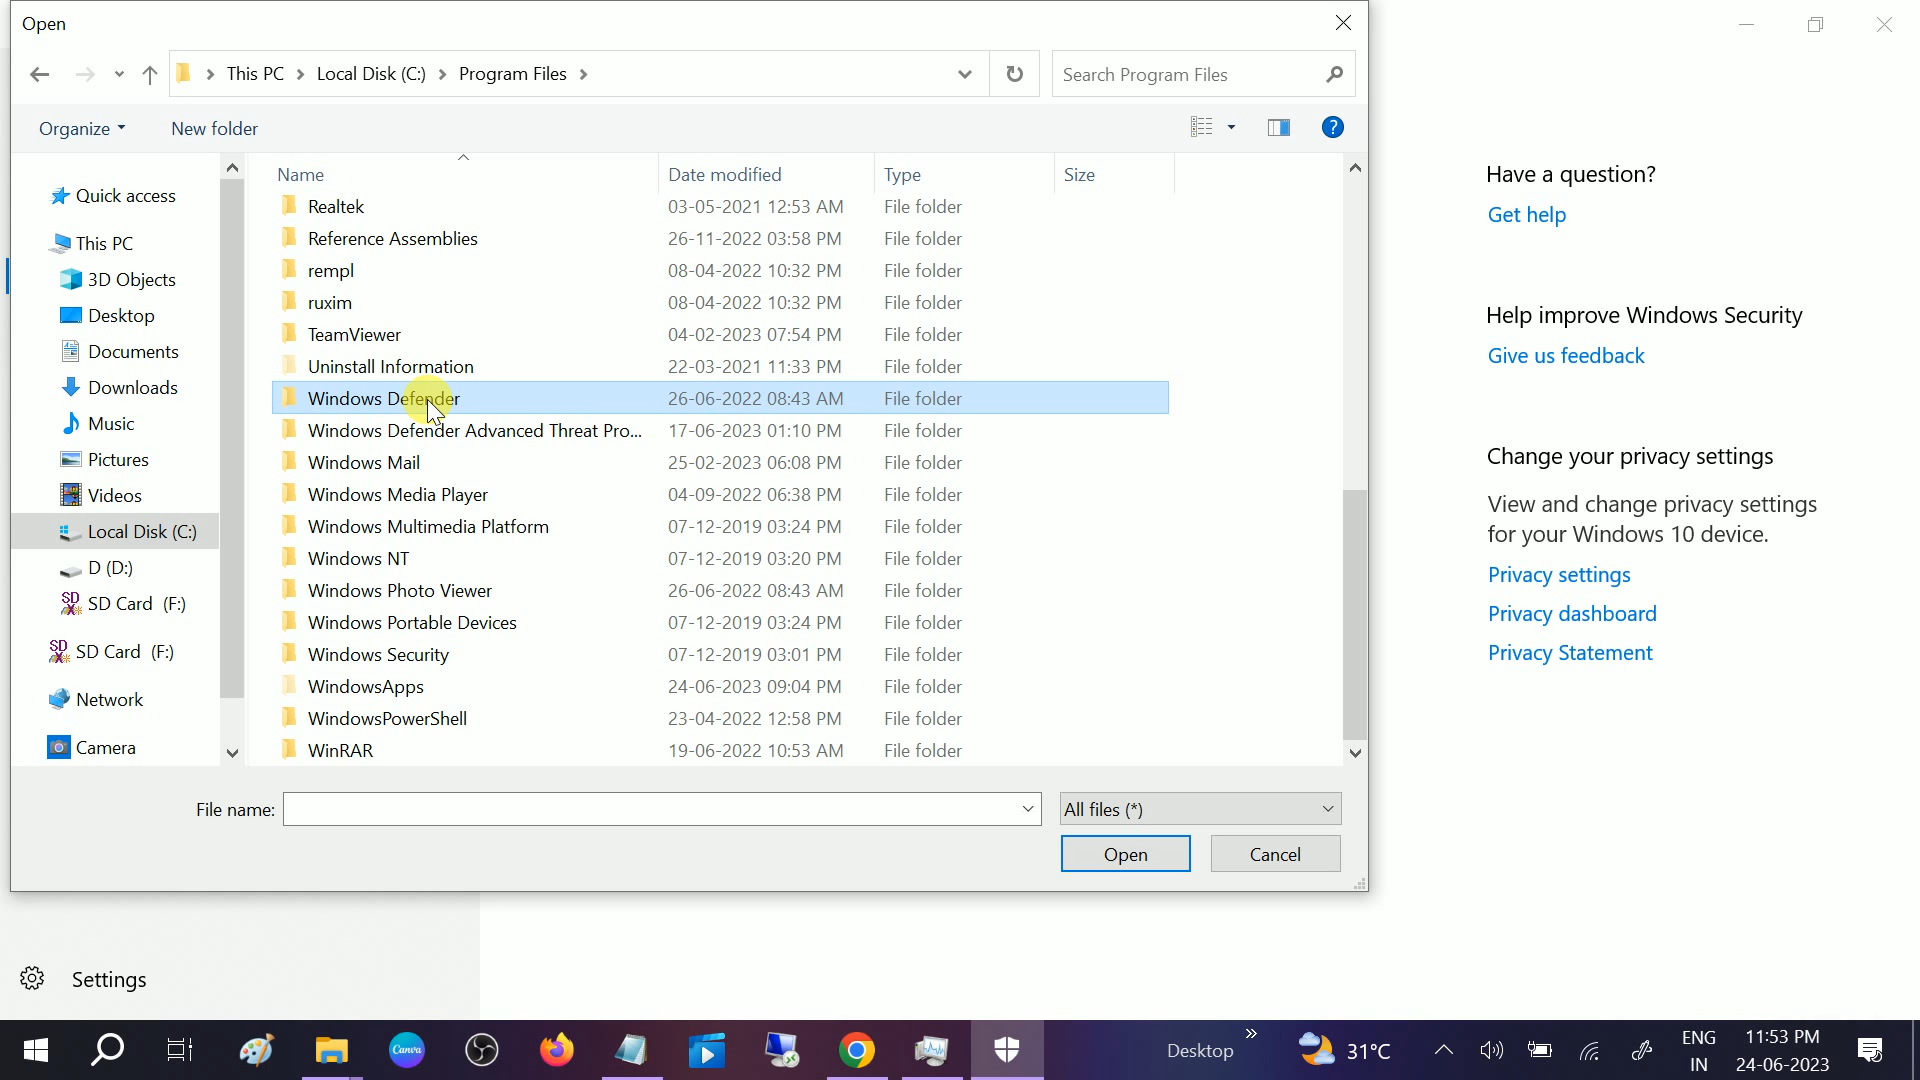 Open
This PC > Local Disk (C:) > Program Files >
Search Program Files
Organize
New folder
Quick access
This PC
3D Objects
Desktop
Documents
Downloads
Music
Pictures
Videos
Local Disk (C:)
D (D:)
SD Card (F:)
SD Card (F:)
Network
Camera
Name Date modified Type Size
Realtek 03-05-2021 12:53 AM File folder
Reference Assemblies 26-11-2022 03:58 PM File folder
rempl 08-04-2022 10:32 PM File folder
ruxim 08-04-2022 10:32 PM File folder
TeamViewer 04-02-2023 07:54 PM File folder
Uninstall Information 22-03-2021 11:33 PM File folder
Windows Defender 26-06-2022 08:43 AM File folder
Windows Defender Advanced Threat Pro... 17-06-2023 01:10 PM File folder
Windows Mail 25-02-2023 06:08 PM File folder
Windows Media Player 04-09-2022 06:38 PM File folder
Windows Multimedia Platform 07-12-2019 03:24 PM File folder
Windows NT 07-12-2019 03:20 PM File folder
Windows Photo Viewer 26-06-2022 08:43 AM File folder
Windows Portable Devices 07-12-2019 03:24 PM File folder
Windows Security 07-12-2019 03:01 PM File folder
WindowsApps 24-06-2023 09:04 PM File folder
WindowsPowerShell 23-04-2022 12:58 PM File folder
WinRAR 19-06-2022 10:53 AM File folder
File name:
All files (*)
Open
Cancel
Have a question?
Get help
Help improve Windows Security
Give us feedback
Change your privacy settings
View and change privacy settings
for your Windows 10 device.
Privacy settings
Privacy dashboard
Privacy Statement
Settings
Canva
Desktop
31°C
ENG
IN
11:53 PM
24-06-2023